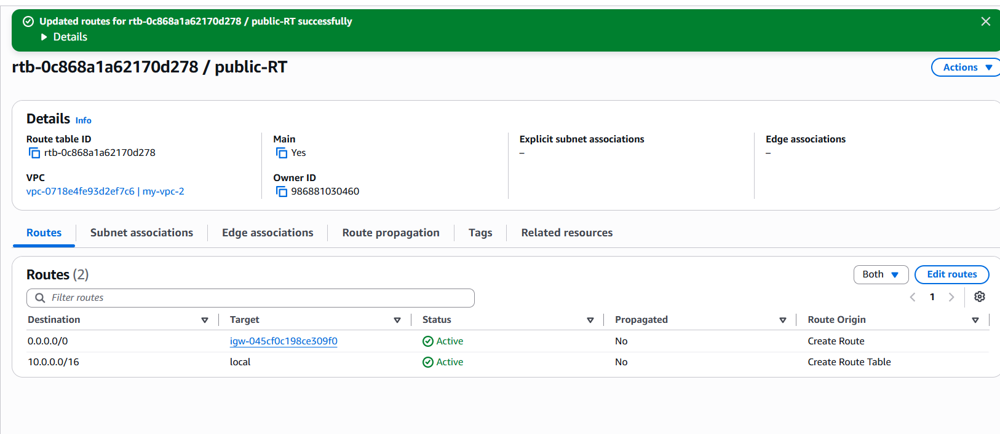 Updated routes for rtb-0c868a1a62170d278 / public-RT successfully
Details
rtb-0c868a1a62170d278 / public-RT
Actions
Details Info
Route table ID
rtb-0c868a1a62170d278
Main
Yes
Explicit subnet associations
–
Edge associations
–
VPC
vpc-0718e4fe93d2ef7c6 | my-vpc-2
Owner ID
986881030460
Routes Subnet associations Edge associations Route propagation Tags Related resources
Routes (2)
Both Edit routes
Filter routes
1
Destination Target Status Propagated Route Origin
0.0.0.0/0 igw-045cf0c198ce309f0 Active No Create Route
10.0.0.0/16 local Active No Create Route Table